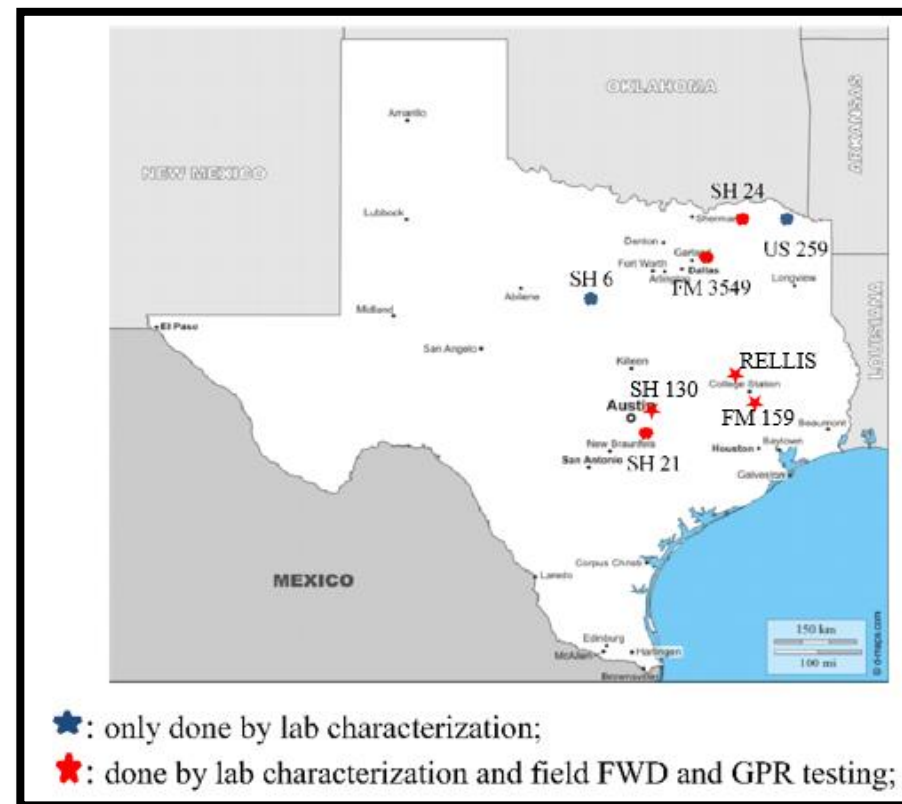 OKLAHOMA
ARKANSAS
Amarillo
NEW MEXICO
SH 24
Lubbock
Sherman
US 259
Denton
Garland
Fort Worth
Dallas
Arlington
FM 3549
Longview
SH 6
Abilene
LOUISIANA
Midland
El Paso
San Angelo
RELLIS
Killeen
College Station
SH 130
Austin
FM 159
Beaumont
New Braunfels
Houston
Baytown
San Antonio
SH 21
Galveston
Corpus Christi
MEXICO
Laredo
150 km
Edinburg
McAllen
Harlingen
100 mi
Brownsville
© d-maps.com
: only done by lab characterization;
: done by lab characterization and field FWD and GPR testing;